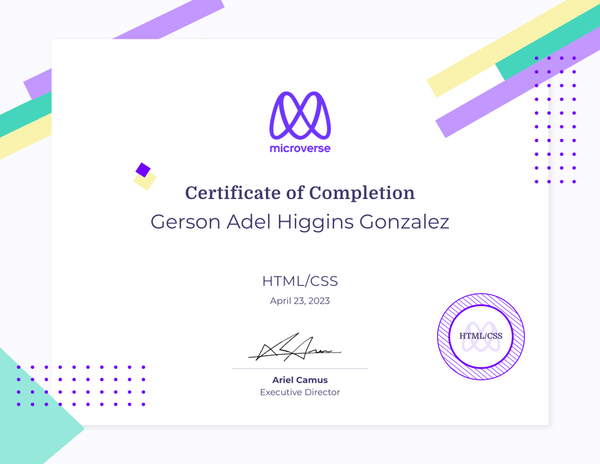 microverse
Certificate of Completion
Gerson Adel Higgins Gonzalez
HTML/CSS
April 23, 2023
HTML/CSS
Ariel Camus
Executive Director